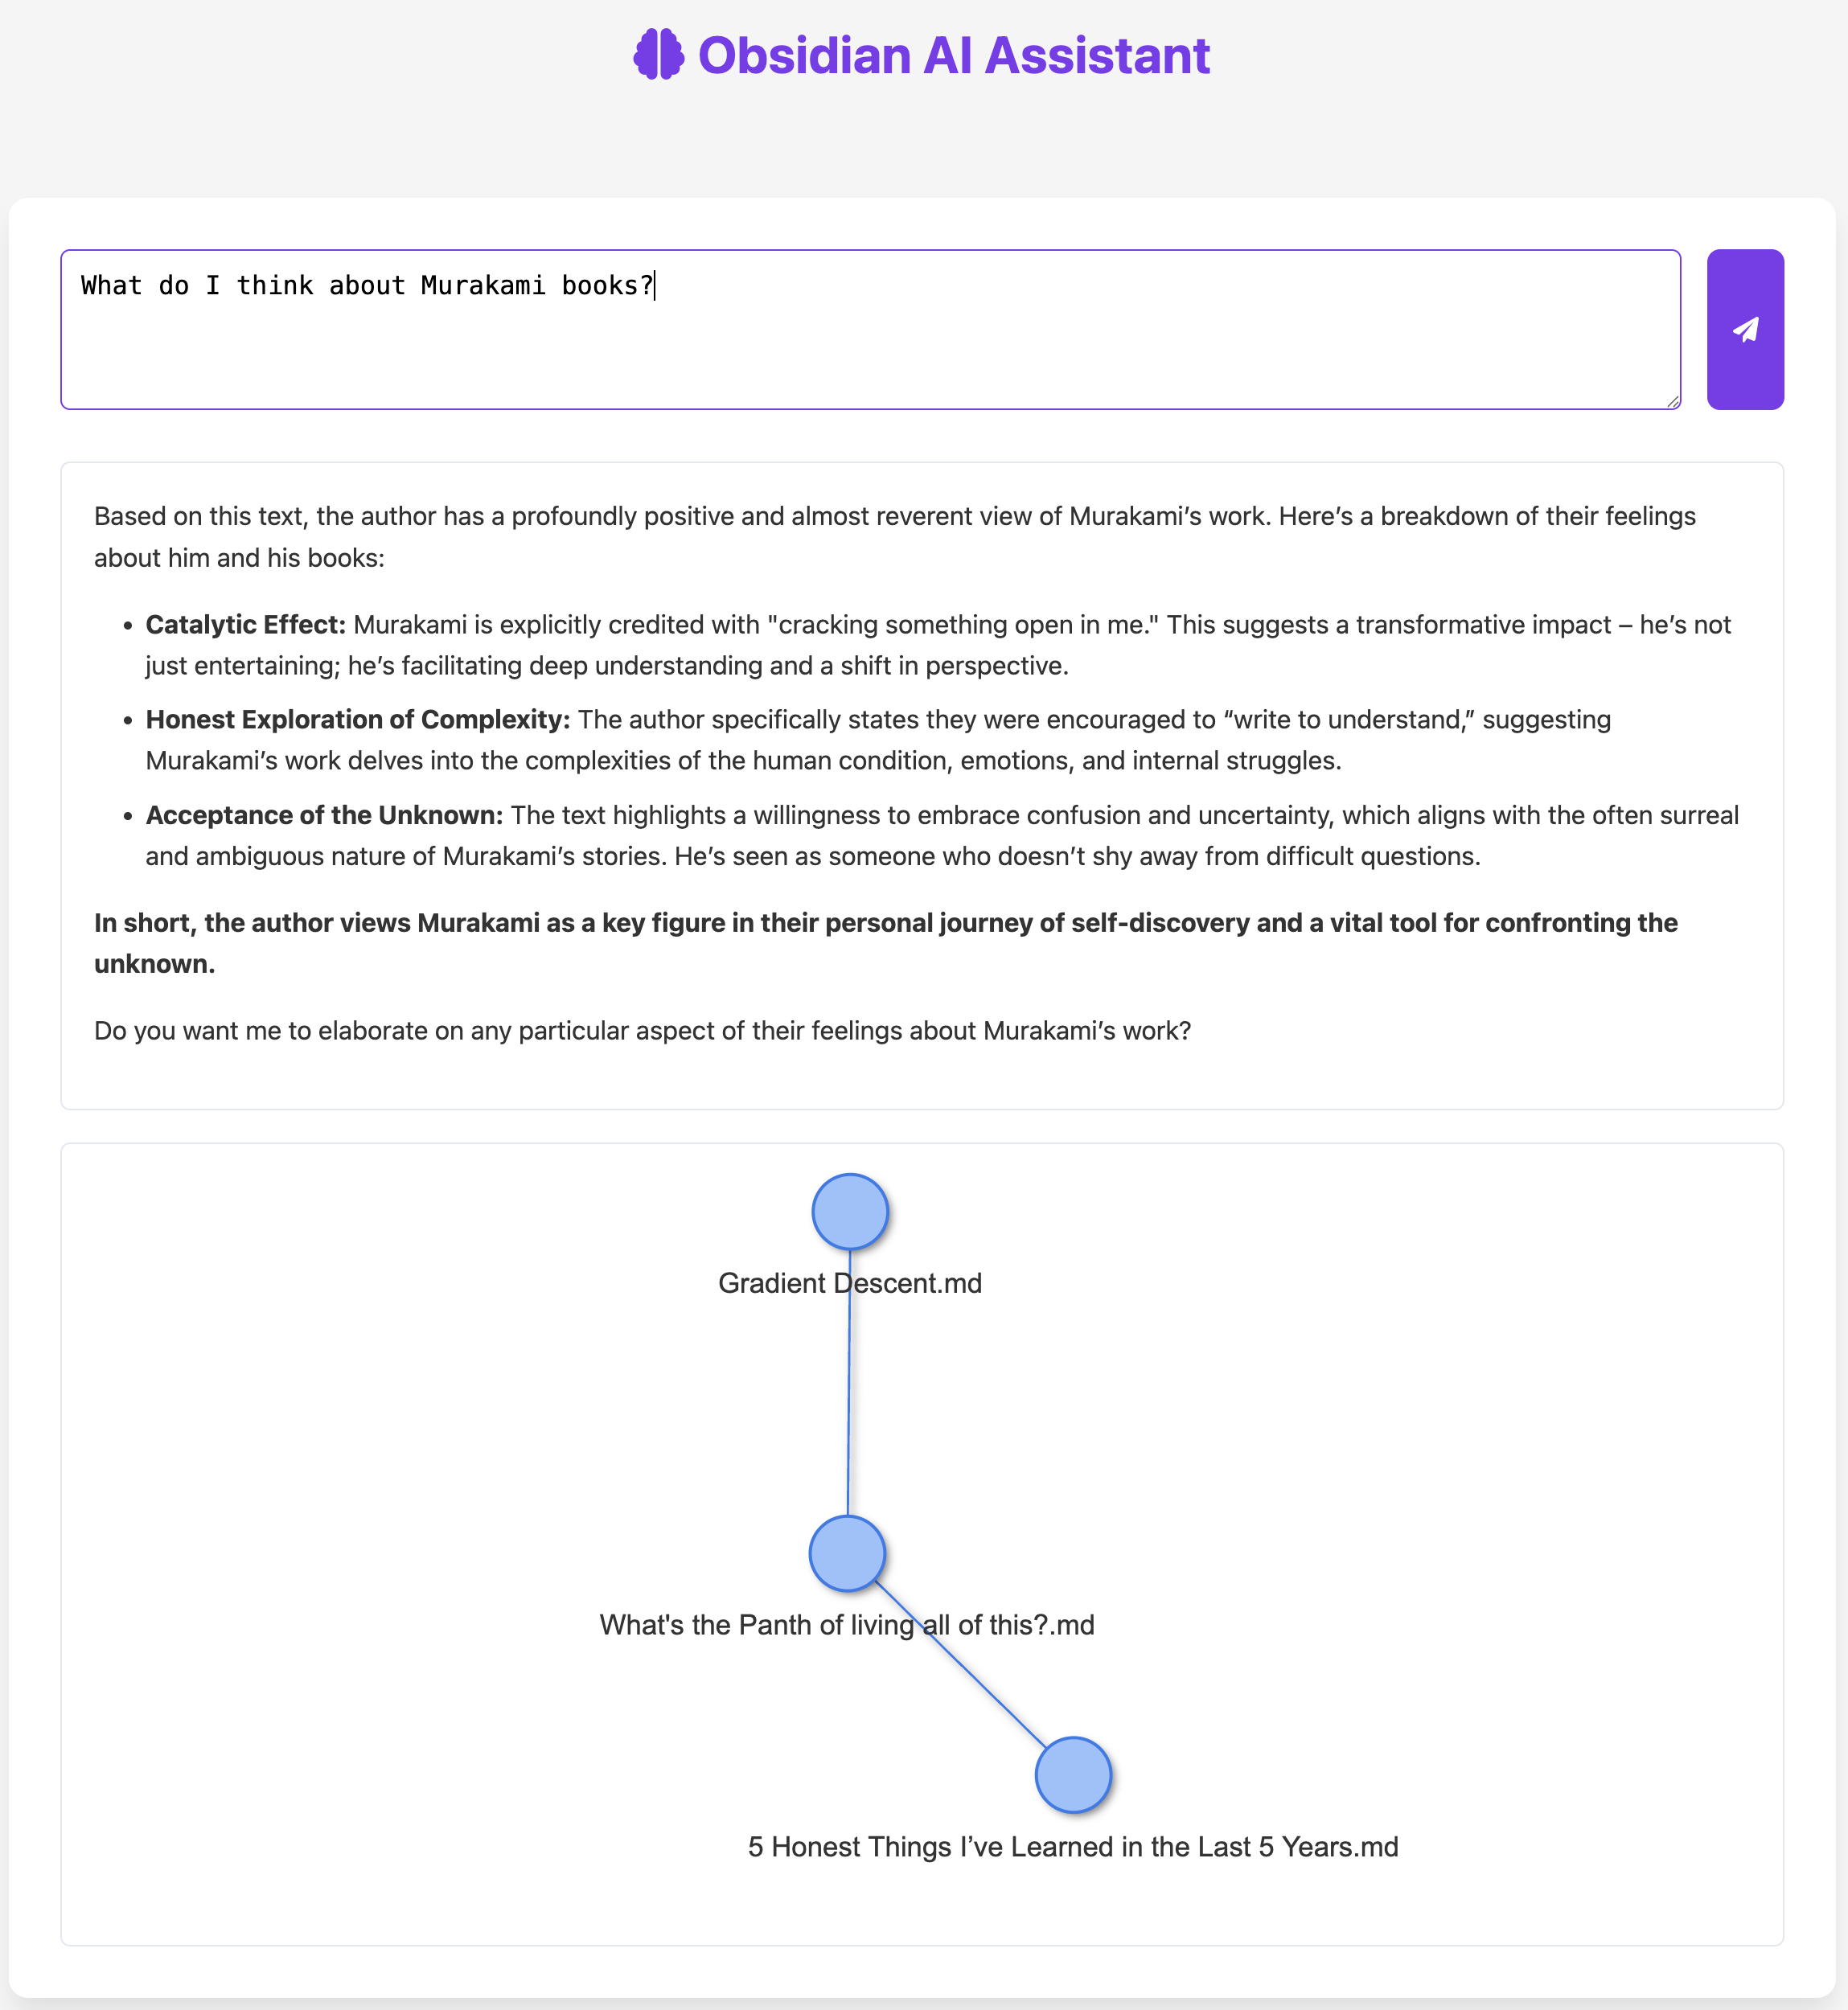 Obsidian AI Assistant
What do I think about Murakami books?
Based on this text, the author has a profoundly positive and almost reverent view of Murakami’s work. Here’s a breakdown of their feelings
about him and his books:
• Catalytic Effect: Murakami is explicitly credited with "cracking something open in me." This suggests a transformative impact – he’s not
just entertaining; he’s facilitating deep understanding and a shift in perspective.
• Honest Exploration of Complexity: The author specifically states they were encouraged to “write to understand,” suggesting
Murakami’s work delves into the complexities of the human condition, emotions, and internal struggles.
• Acceptance of the Unknown: The text highlights a willingness to embrace confusion and uncertainty, which aligns with the often surreal
and ambiguous nature of Murakami’s stories. He’s seen as someone who doesn’t shy away from difficult questions.
In short, the author views Murakami as a key figure in their personal journey of self-discovery and a vital tool for confronting the
unknown.
Do you want me to elaborate on any particular aspect of their feelings about Murakami’s work?
Gradient Descent.md
What's the Panth of living all of this?.md
5 Honest Things I’ve Learned in the Last 5 Years.md